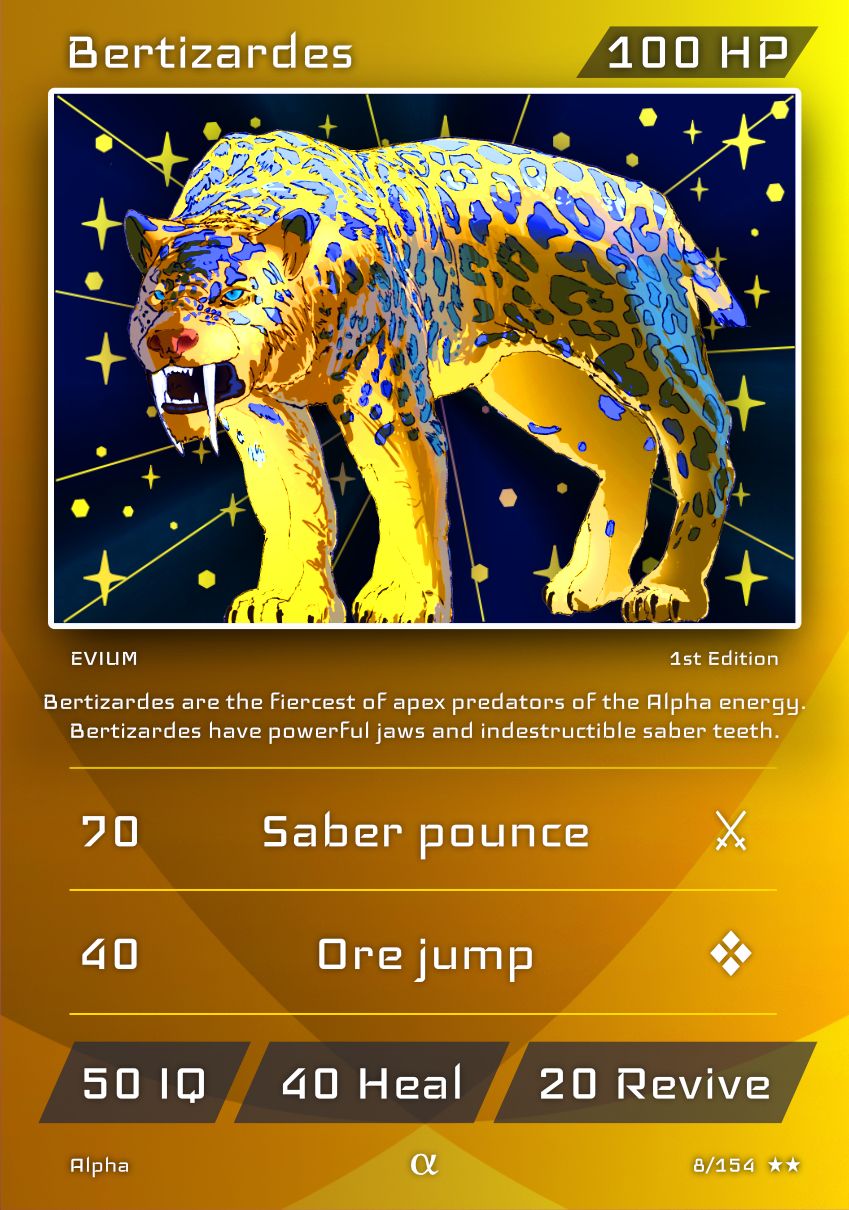 Bertizardes
100 HP
EVIUM
1st Edition
Bertizardes are the fiercest of apex predators of the Alpha energy.
Bertizardes have powerful jaws and indestructible saber teeth.
70 Saber pounce
40 Ore jump
50 IQ
40 Heal
20 Revive
Alpha
α
8/154 ★★